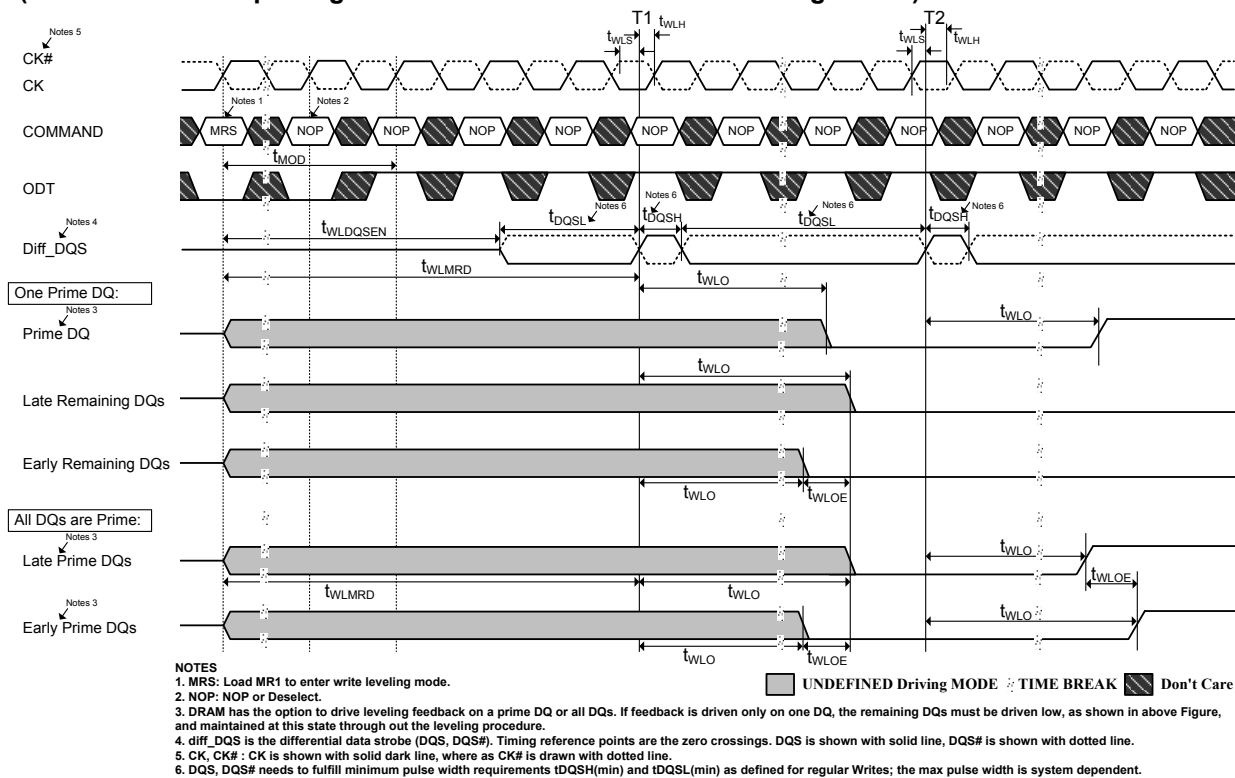 T1 T2
Notes 5 tWLS tWLH tWLS tWLH
CK#
CK
Notes 1 Notes 2
COMMAND MRS NOP NOP NOP NOP NOP NOP NOP NOP NOP NOP NOP
tMOD
ODT
Notes 4 Notes 6 Notes 6 Notes 6 Notes 6
tDQSL tDQSH tDQSL tDQSH
Diff_DQS tWLDQSEN
tWLMRD tWLO
One Prime DQ:
Notes 3
Prime DQ tWLO
tWLO
Late Remaining DQs
Early Remaining DQs
tWLO tWLOE
All DQs are Prime:
Notes 3
Late Prime DQs tWLO
tWLMRD tWLO tWLOE
Notes 3
Early Prime DQs tWLO
tWLO tWLOE
NOTES
1. MRS: Load MR1 to enter write leveling mode.
UNDEFINED Driving MODE TIME BREAK Don't Care
2. NOP: NOP or Deselect.
3. DRAM has the option to drive leveling feedback on a prime DQ or all DQs. If feedback is driven only on one DQ, the remaining DQs must be driven low, as shown in above Figure,
and maintained at this state through out the leveling procedure.
4. diff_DQS is the differential data strobe (DQS, DQS#). Timing reference points are the zero crossings. DQS is shown with solid line, DQS# is shown with dotted line.
5. CK, CK# : CK is shown with solid dark line, where as CK# is drawn with dotted line.
6. DQS, DQS# needs to fulfill minimum pulse width requirements tDQSH(min) and tDQSL(min) as defined for regular Writes; the max pulse width is system dependent.